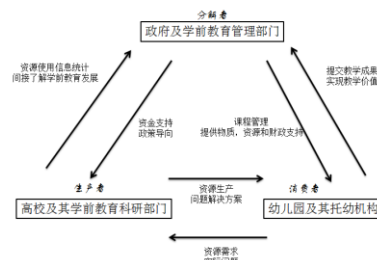 分解者
政府及学前教育管理部门
资源使用信息统计
间接了解学前教育发展
提交教学成果
实现教学价值
资金支持
政策导向
课程管理
提供物质，资源和财政支持
生产者
资源生产
问题解决方案
消费者
高校及其学前教育科研部门
幼儿园及其托幼机构
资源需求